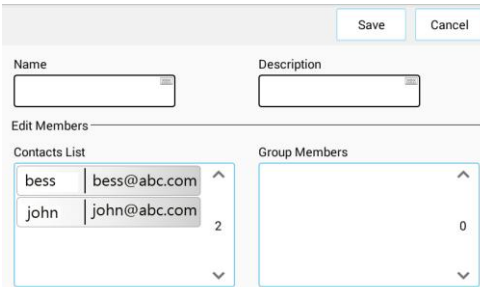 Save Cancel
Name Description
Edit Members
Contacts List Group Members
bess bess@abc.com
john john@abc.com
2 0